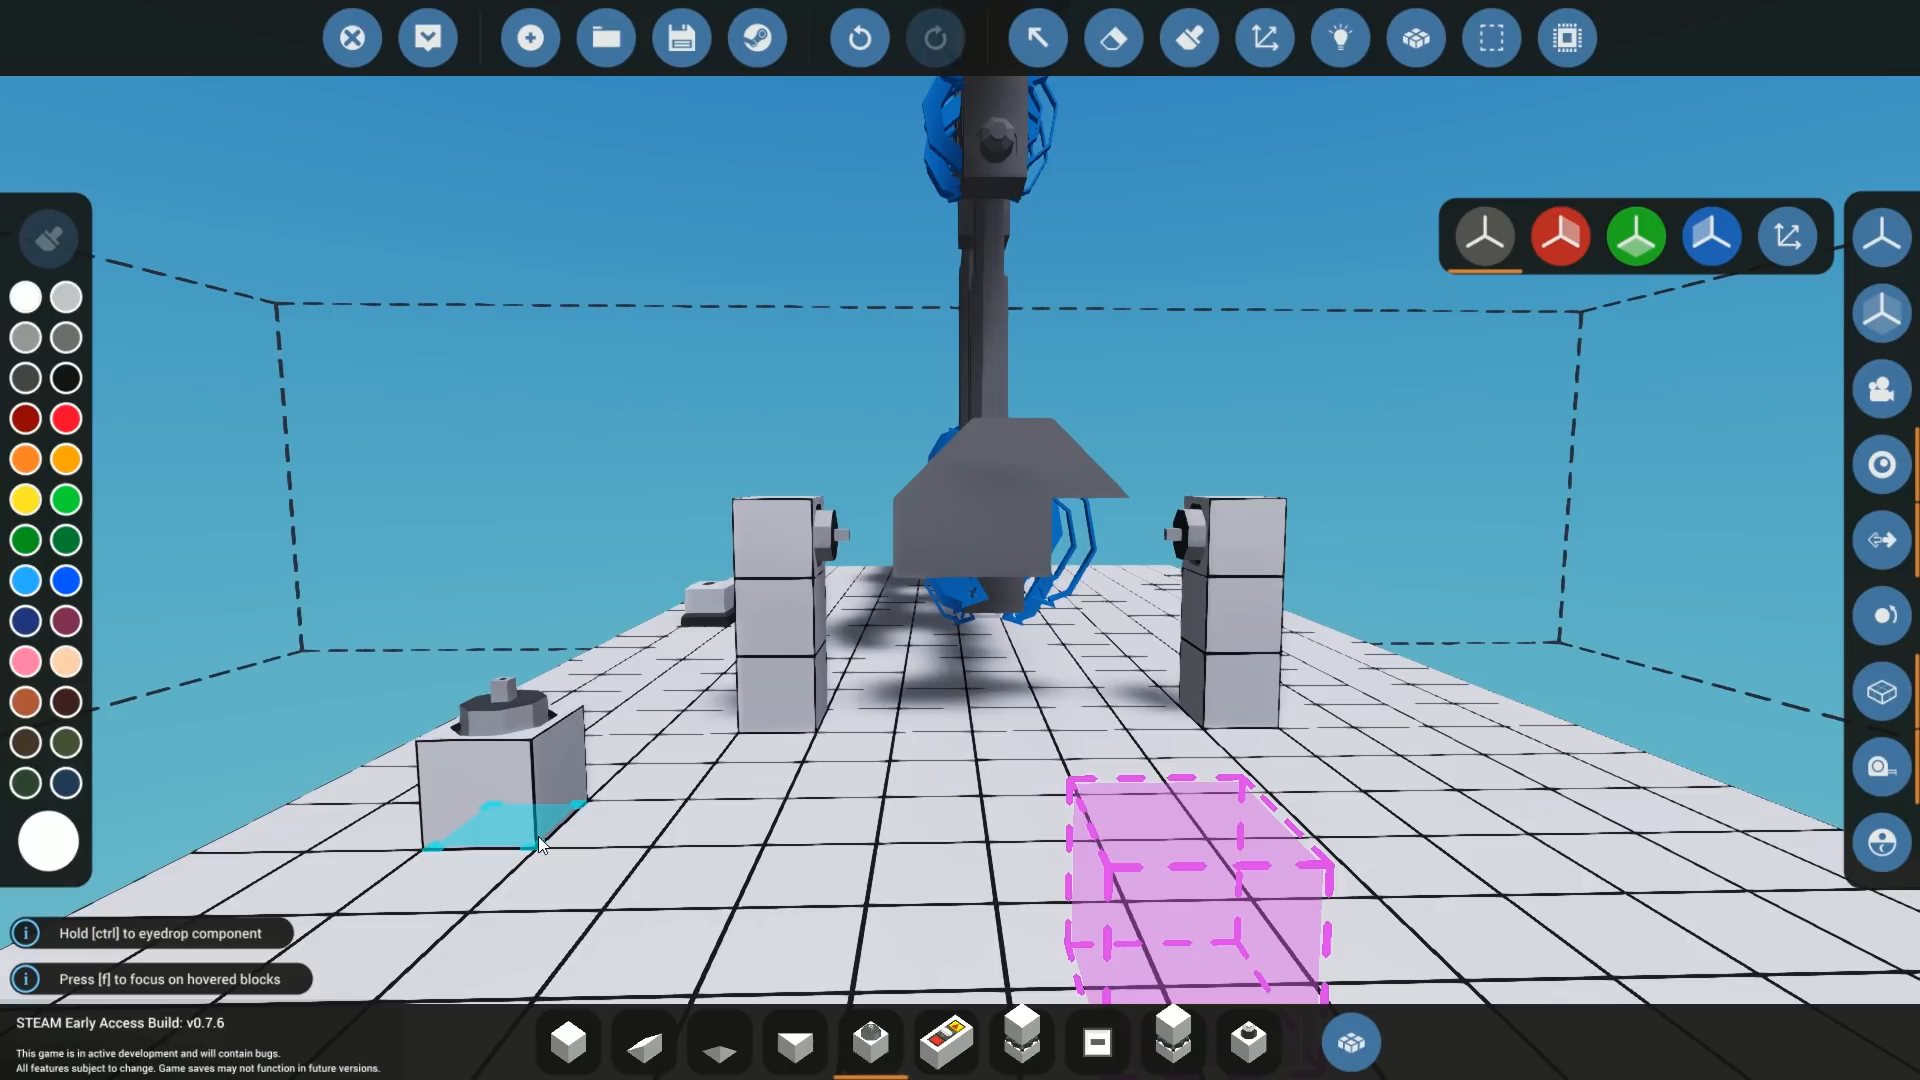 Hold [ctrl] to eyedrop component
Press [f] to focus on hovered blocks
STEAM Early Access Build: v0.7.6
This game is in active development and will contain bugs.
All features subject to change. Game saves may not function in future versions.